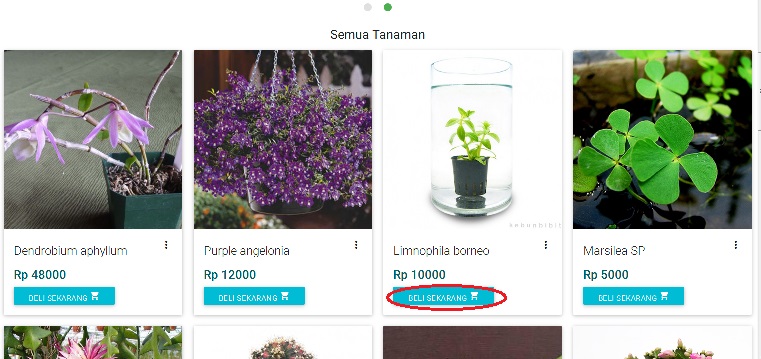 Semua Tanaman
Dendrobium aphyllum
Rp 48000
BELI SEKARANG
Purple angelonia
Rp 12000
BELI SEKARANG
Limnophila borneo
Rp 10000
BELI SEKARANG
Marsilea SP
Rp 5000
BELI SEKARANG